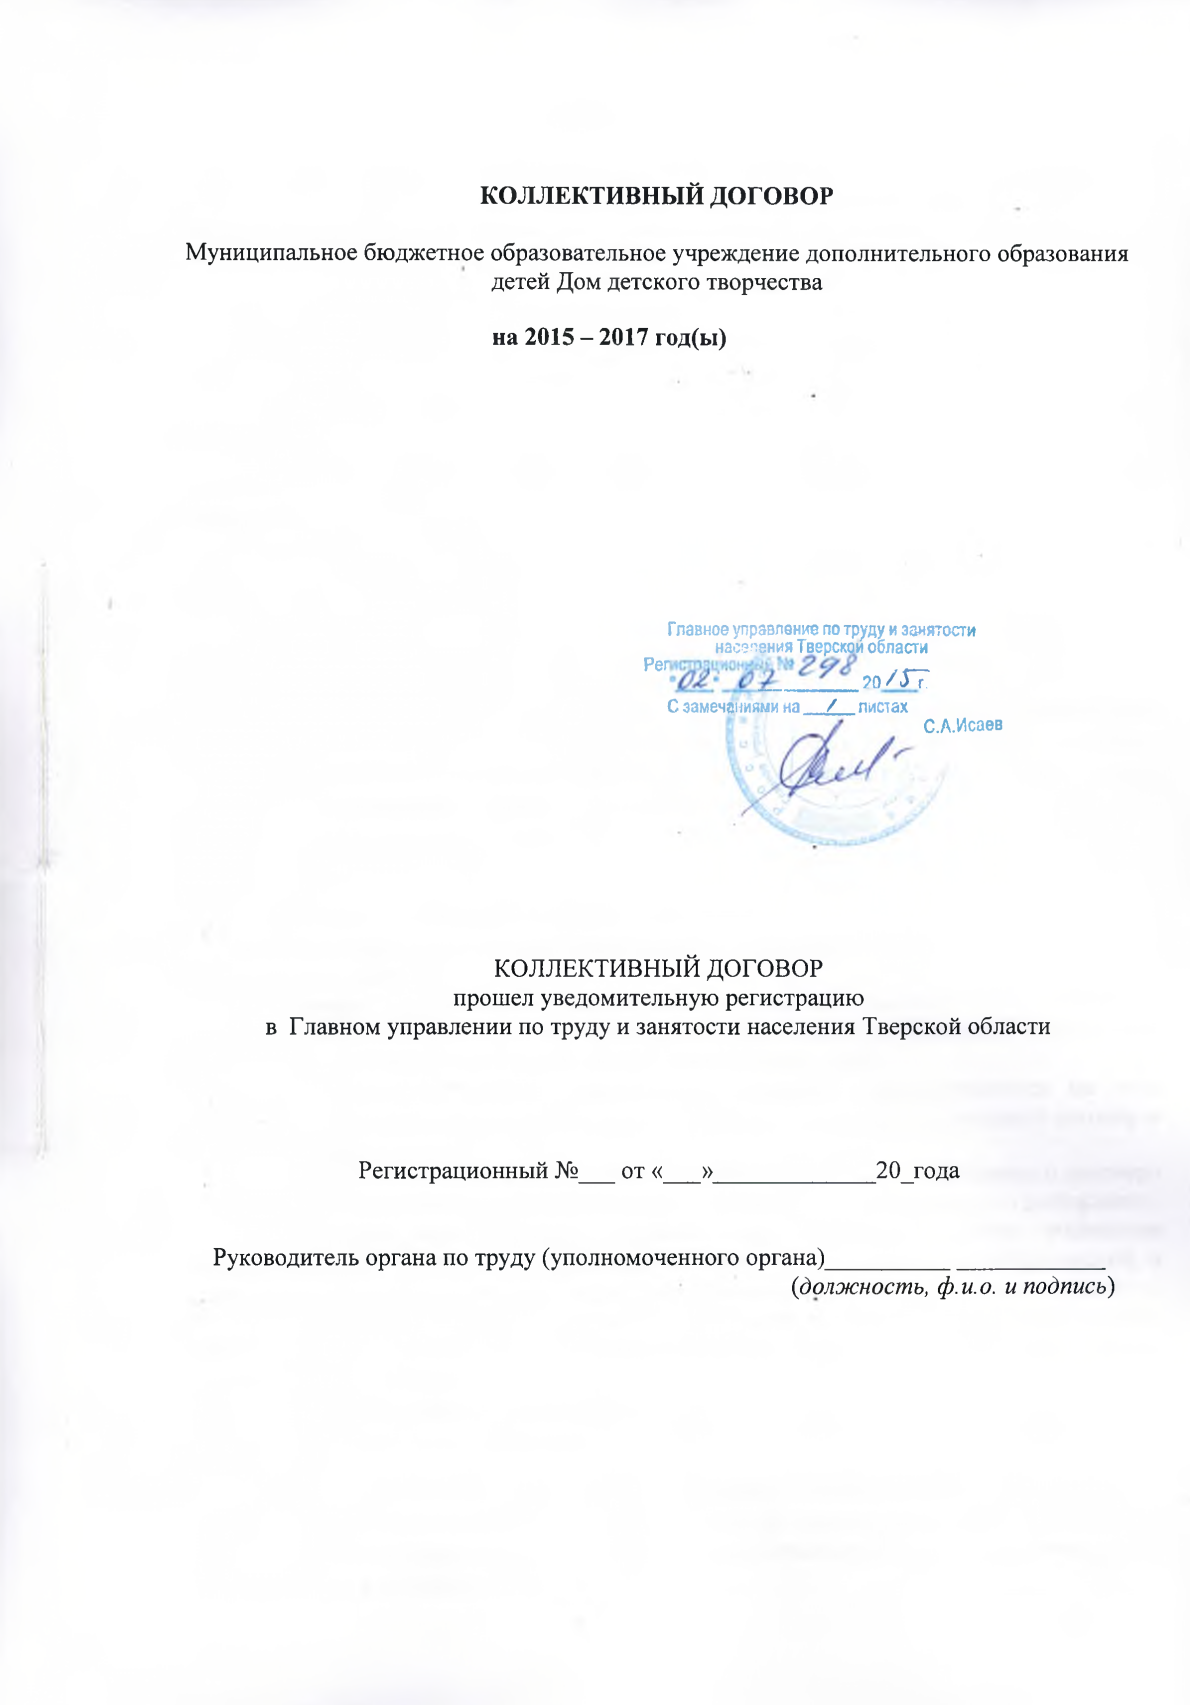 КОЛЛЕКТИВНЫЙ ДОГОВОР
Муниципальное бюджетное образовательное учреждение дополнительного образования
детей Дом детского творчества
на 2015 – 2017 год(ы)
Главное управление по труду и занятости
населения Тверской области
Регистрационный № 298
"02" 07 2015 г.
С замечаниями на 1 листах
С.А.Исаев
КОЛЛЕКТИВНЫЙ ДОГОВОР
прошел уведомительную регистрацию
в Главном управлении по труду и занятости населения Тверской области
Регистрационный №___ от «___»_____________20_года
Руководитель органа по труду (уполномоченного органа)__________ ____________
(должность, ф.и.о. и подпись)